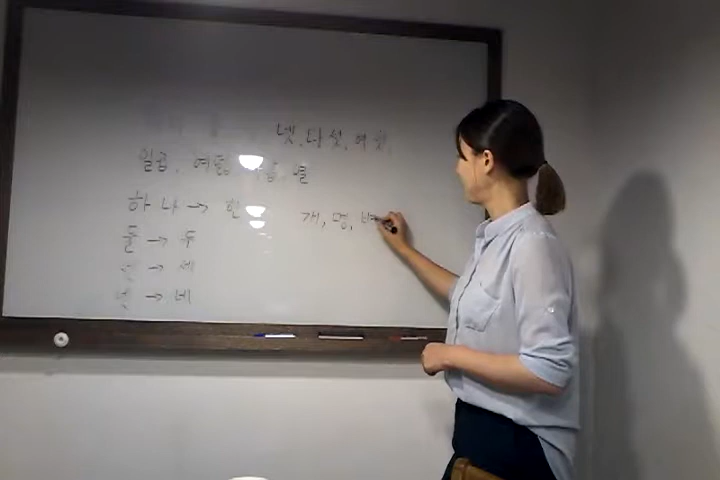 넷, 다섯, 여섯
일곱, 여덟, 열
하나 → 한
개, 명,
둘 → 두
셋 → 세
넷 → 네